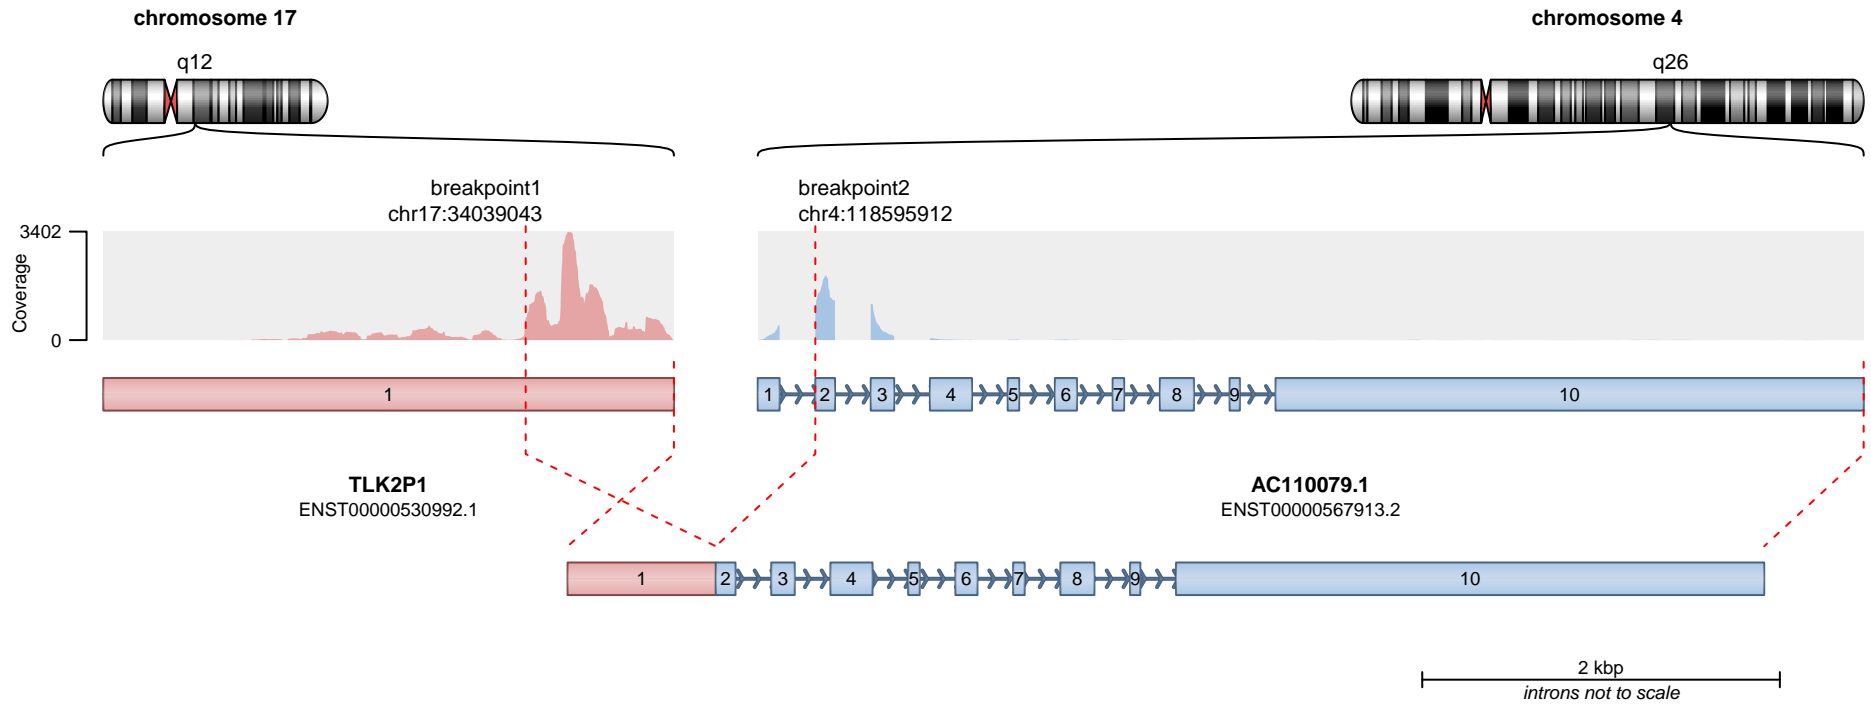 chromosome 17
chromosome 4
q12
q26
breakpoint1
chr17:34039043
breakpoint2
chr4:118595912
3402
0
Coverage
1
1 2 3 4 5 6 7 8 9 10
TLK2P1
ENST00000530992.1
AC110079.1
ENST00000567913.2
1 2 3 4 5 6 7 8 9 10
2 kbp
introns not to scale